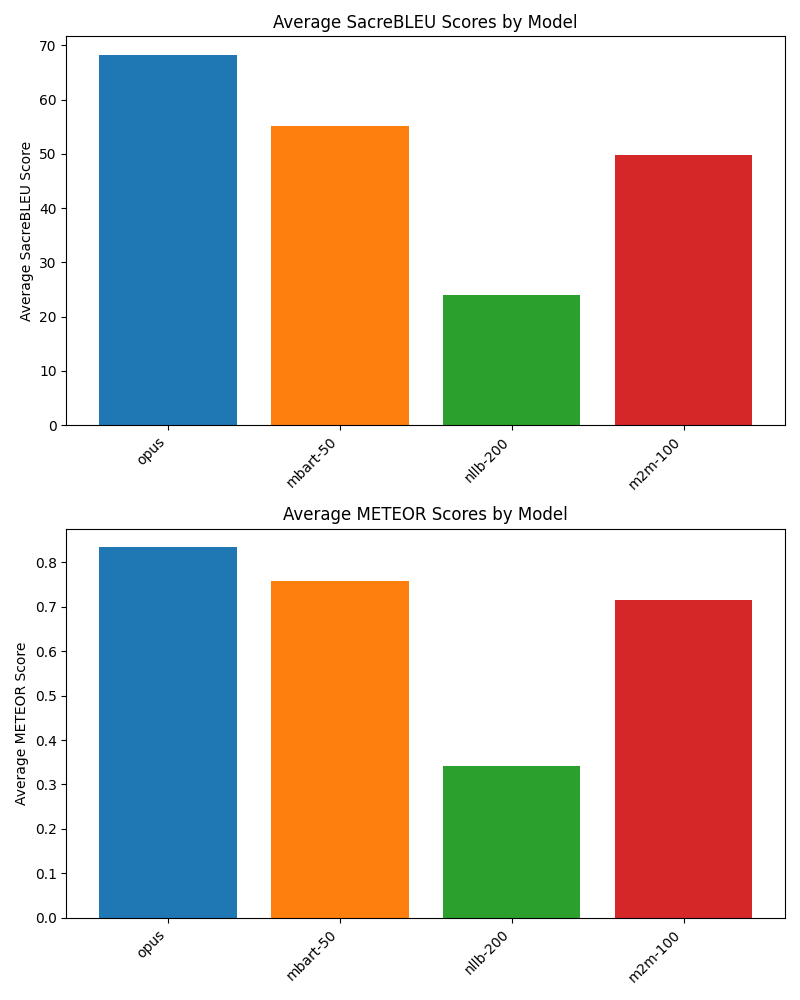 Average SacreBLEU Scores by Model
Average SacreBLEU Score
70
60
50
40
30
20
10
0
opus
mbart-50
nllb-200
m2m-100
Average METEOR Scores by Model
Average METEOR Score
0.8
0.7
0.6
0.5
0.4
0.3
0.2
0.1
0.0
opus
mbart-50
nllb-200
m2m-100